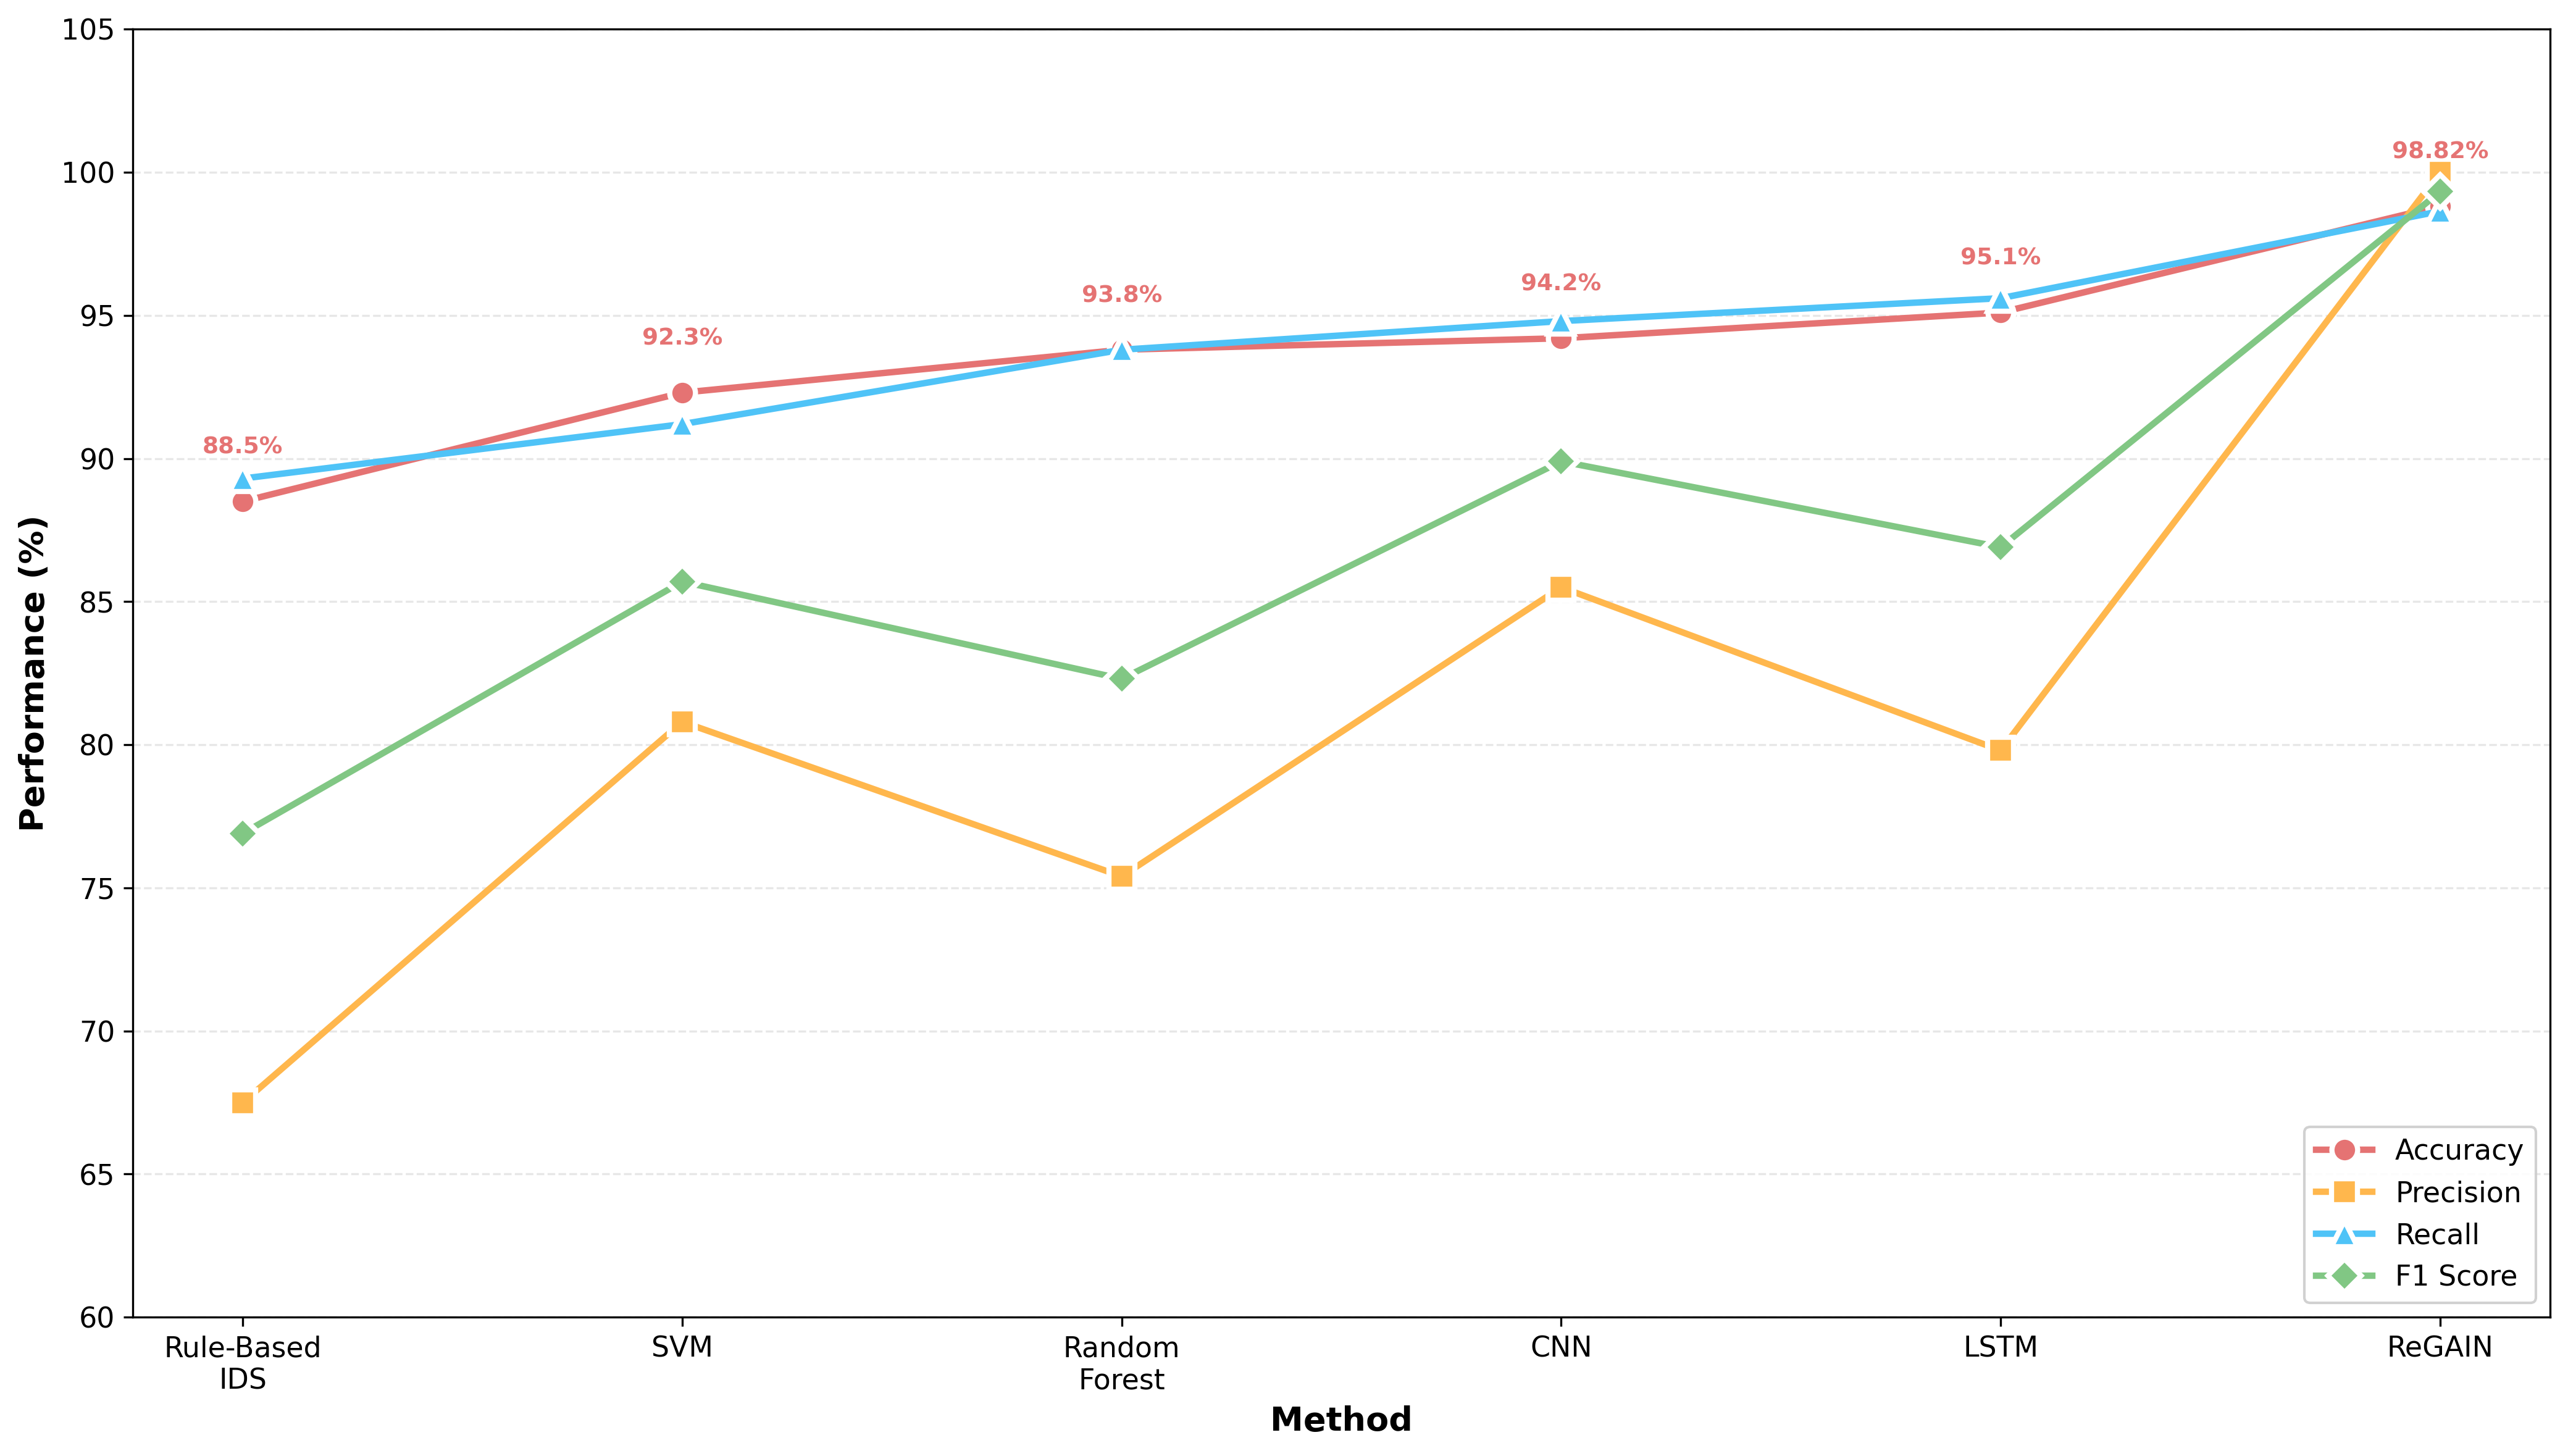 105
100
95
90
85
80
75
70
65
60
Performance (%)
88.5%
92.3%
93.8%
94.2%
95.1%
98.82%
Accuracy
Precision
Recall
F1 Score
Rule-Based
IDS
SVM
Random
Forest
CNN
LSTM
ReGAIN
Method